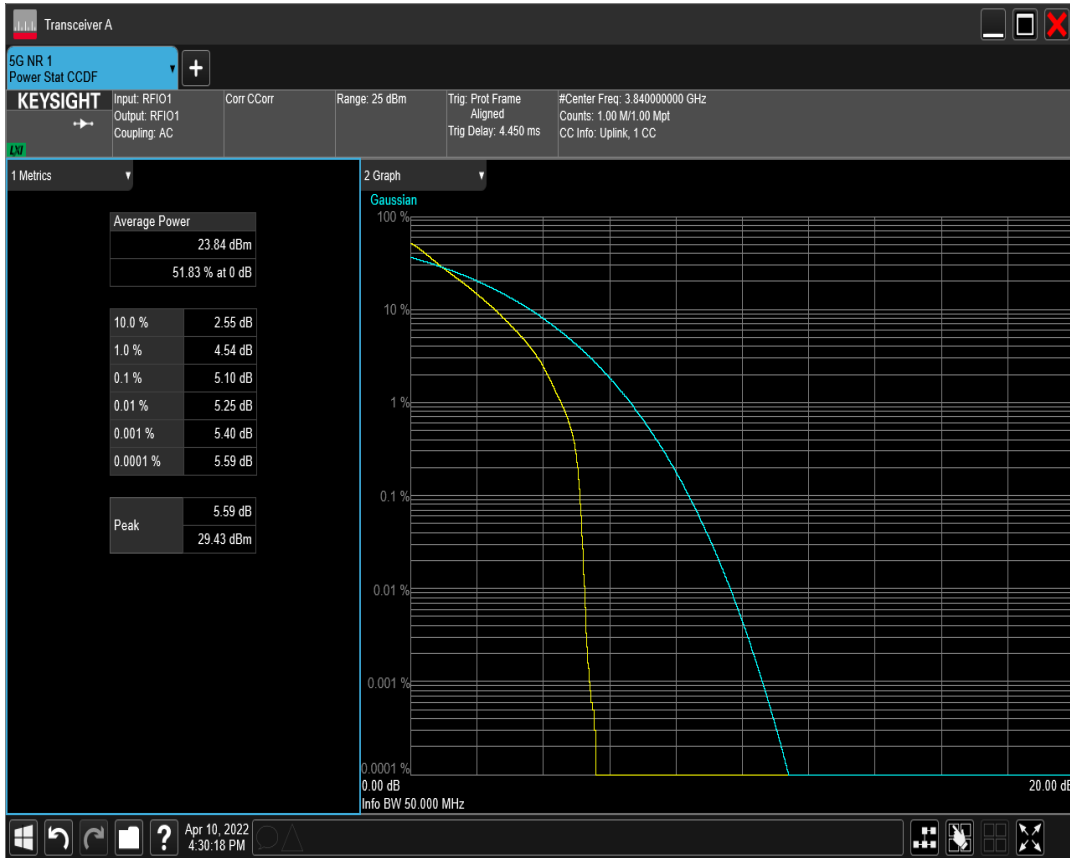 Transceiver A
5G NR 1
Power Stat CCDF
KEYSIGHT
Input: RFIO1
Output: RFIO1
Coupling: AC
Corr CCorr
Range: 25 dBm
Trig: Prot Frame
Aligned
Trig Delay: 4.450 ms
#Center Freq: 3.840000000 GHz
Counts: 1.00 M/1.00 Mpt
CC Info: Uplink, 1 CC
LXI
1 Metrics
Average Power
23.84 dBm
51.83 % at 0 dB
10.0 % 2.55 dB
1.0 % 4.54 dB
0.1 % 5.10 dB
0.01 % 5.25 dB
0.001 % 5.40 dB
0.0001 % 5.59 dB
Peak
5.59 dB
29.43 dBm
2 Graph
Gaussian
100 %
10 %
1 %
0.1 %
0.01 %
0.001 %
0.0001 %
0.00 dB
20.00 dB
Info BW 50.000 MHz
?
Apr 10, 2022
4:30:18 PM